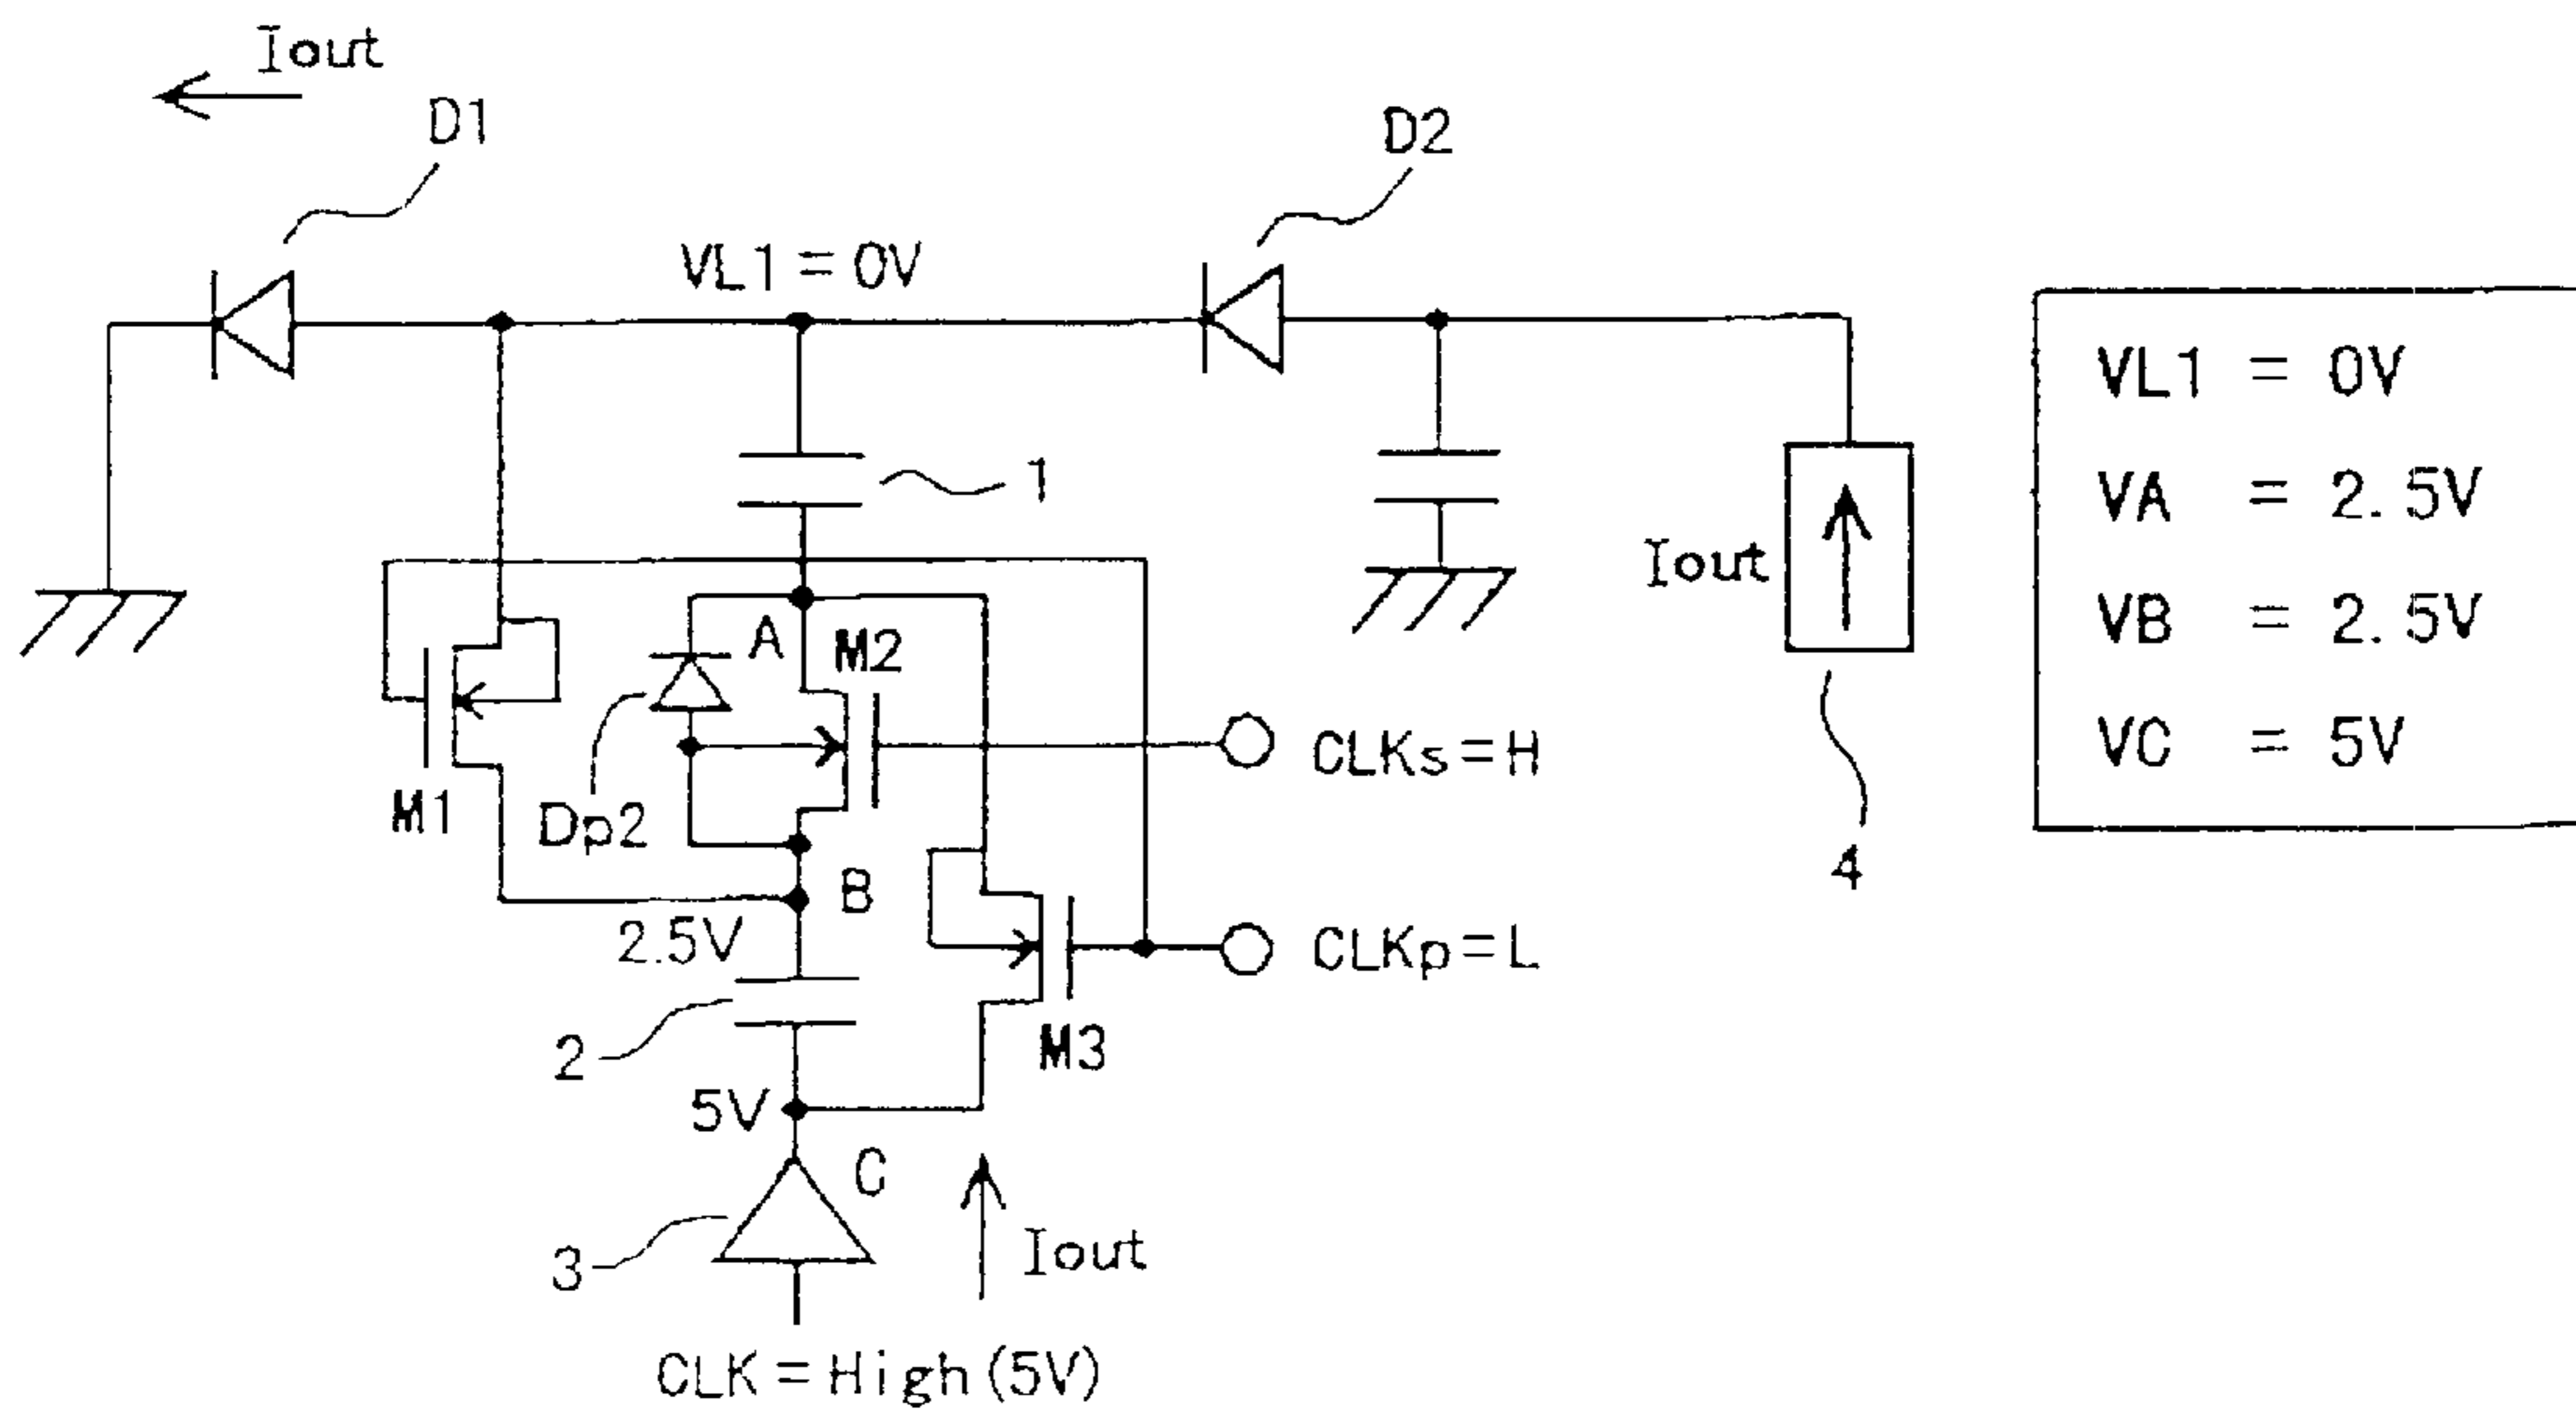 Iout
D1
D2
VL1 = 0V
VL1 = 0V
VA = 2.5V
VB = 2.5V
VC = 5V
1
Iout
A
M2
CLKs = H
M1
Dp2
4
B
2.5V
CLKp = L
2
M3
5V
C
3
Iout
CLK = High (5V)